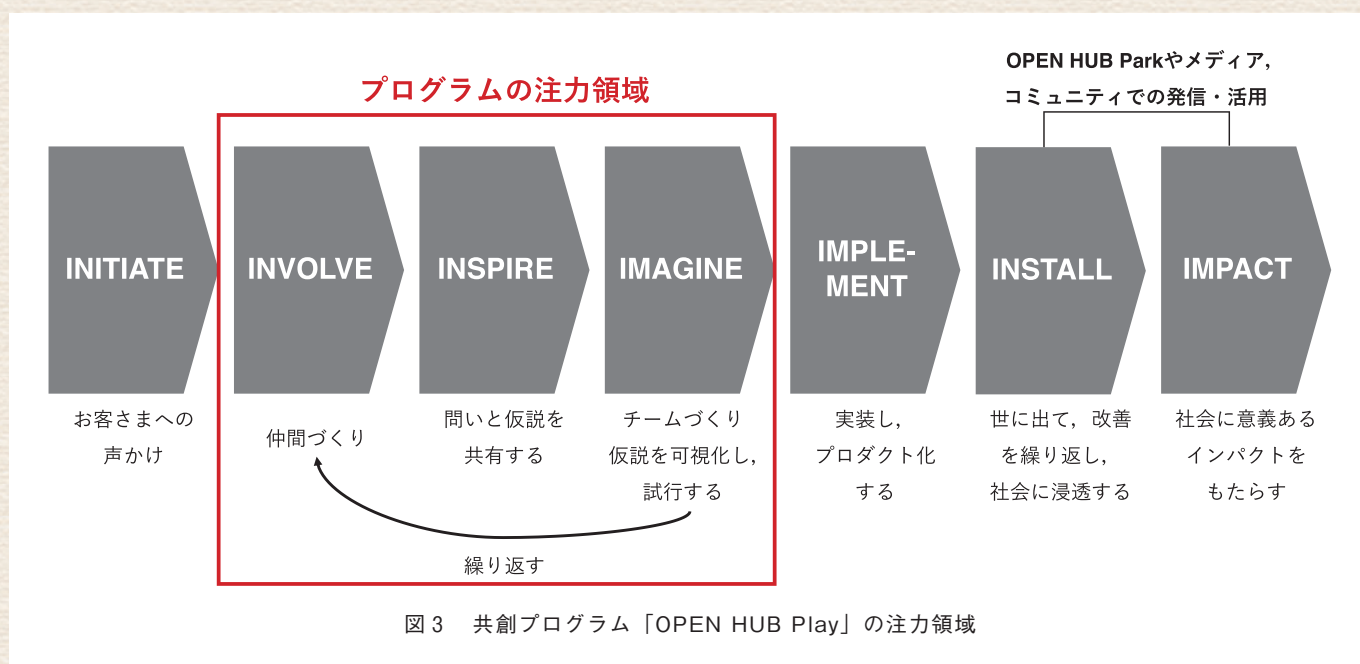 プログラムの注力領域
OPEN HUB Parkやメディア，
コミュニティでの発信・活用
INITIATE
INVOLVE
INSPIRE
IMAGINE
IMPLE-
MENT
INSTALL
IMPACT
お客さまへの
声かけ
仲間づくり
問いと仮説を
共有する
チームづくり
仮説を可視化し，
試行する
実装し，
プロダクト化
する
世に出て，改善
を繰り返し，
社会に浸透する
社会に意義ある
インパクトを
もたらす
繰り返す
図3　共創プログラム「OPEN HUB Play」の注力領域